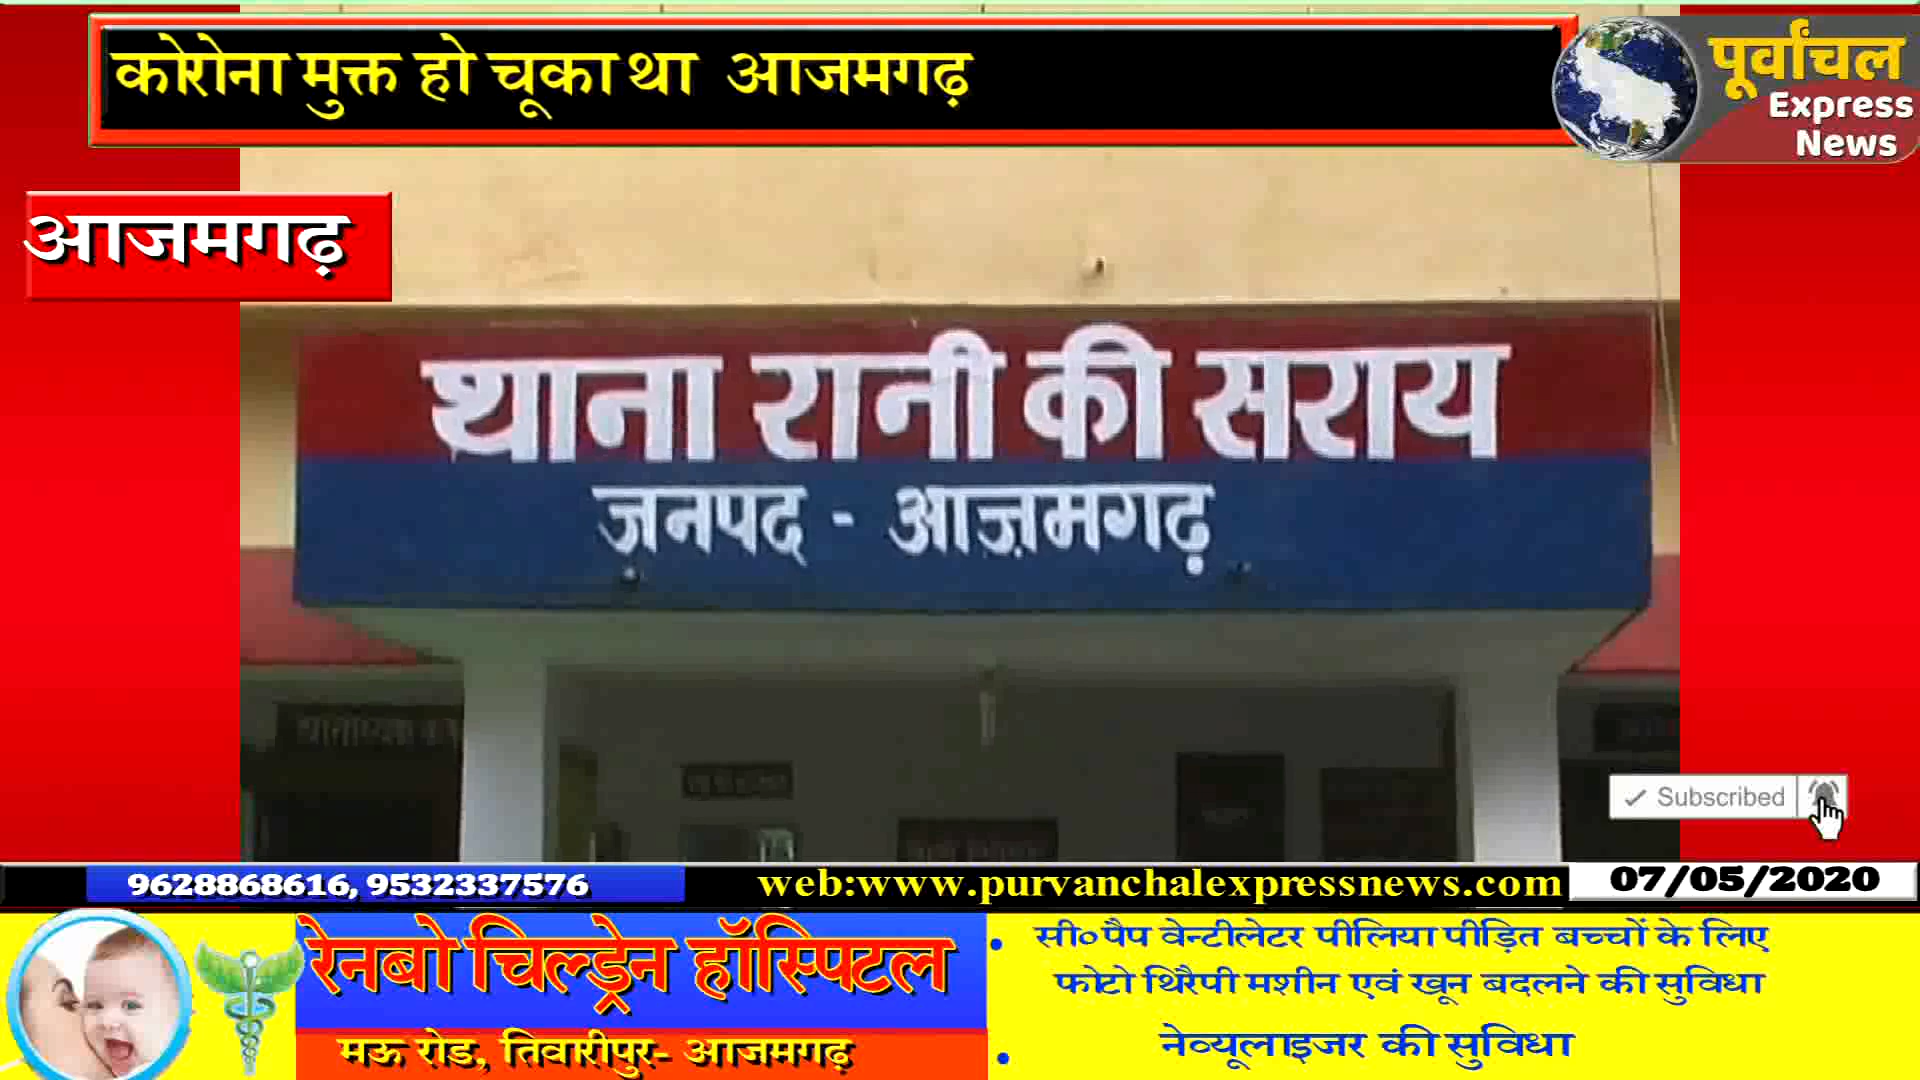 कोरोना मुक्त हो चूका था आजमगढ़
पूर्वांचल
Express
News
आजमगढ़
थाना रानी की सराय
ज़नपद - आज़मगढ़
Subscribed
9628868616, 9532337576
web:www.purvanchalexpressnews.com
07/05/2020
रेनबो चिल्ड्रेन हॉस्पिटल
मऊ रोड, तिवारीपुर- आजमगढ़
• सी०पैप वेन्टीलेटर पीलिया पीड़ित बच्चों के लिए
फोटो थिरैपी मशीन एवं खून बदलने की सुविधा
• नेव्यूलाइजर की सुविधा